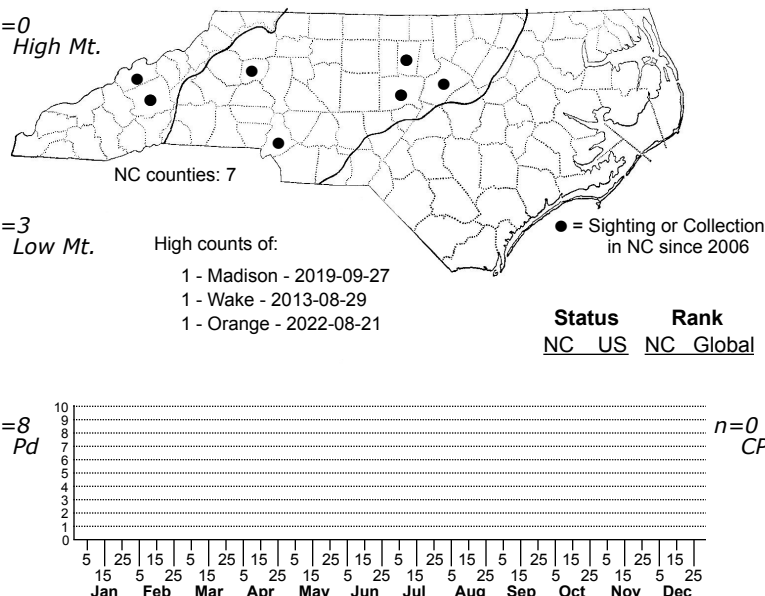 =0
High Mt.
NC counties: 7
=3
Low Mt.
High counts of:
1 - Madison - 2019-09-27
1 - Wake - 2013-08-29
1 - Orange - 2022-08-21
● = Sighting or Collection
in NC since 2006
Status Rank
NC US NC Global
=8
Pd
n=0
CP
10
9
8
7
6
5
4
3
2
1
0
5 25 15 5 25 15 5 25 15 5 25 15 5 25 15 5 25 15
15 5 25 15 5 25 15 5 25 15 5 25 15 5 25 15 5 25
Jan Feb Mar Apr May Jun Jul Aug Sep Oct Nov Dec